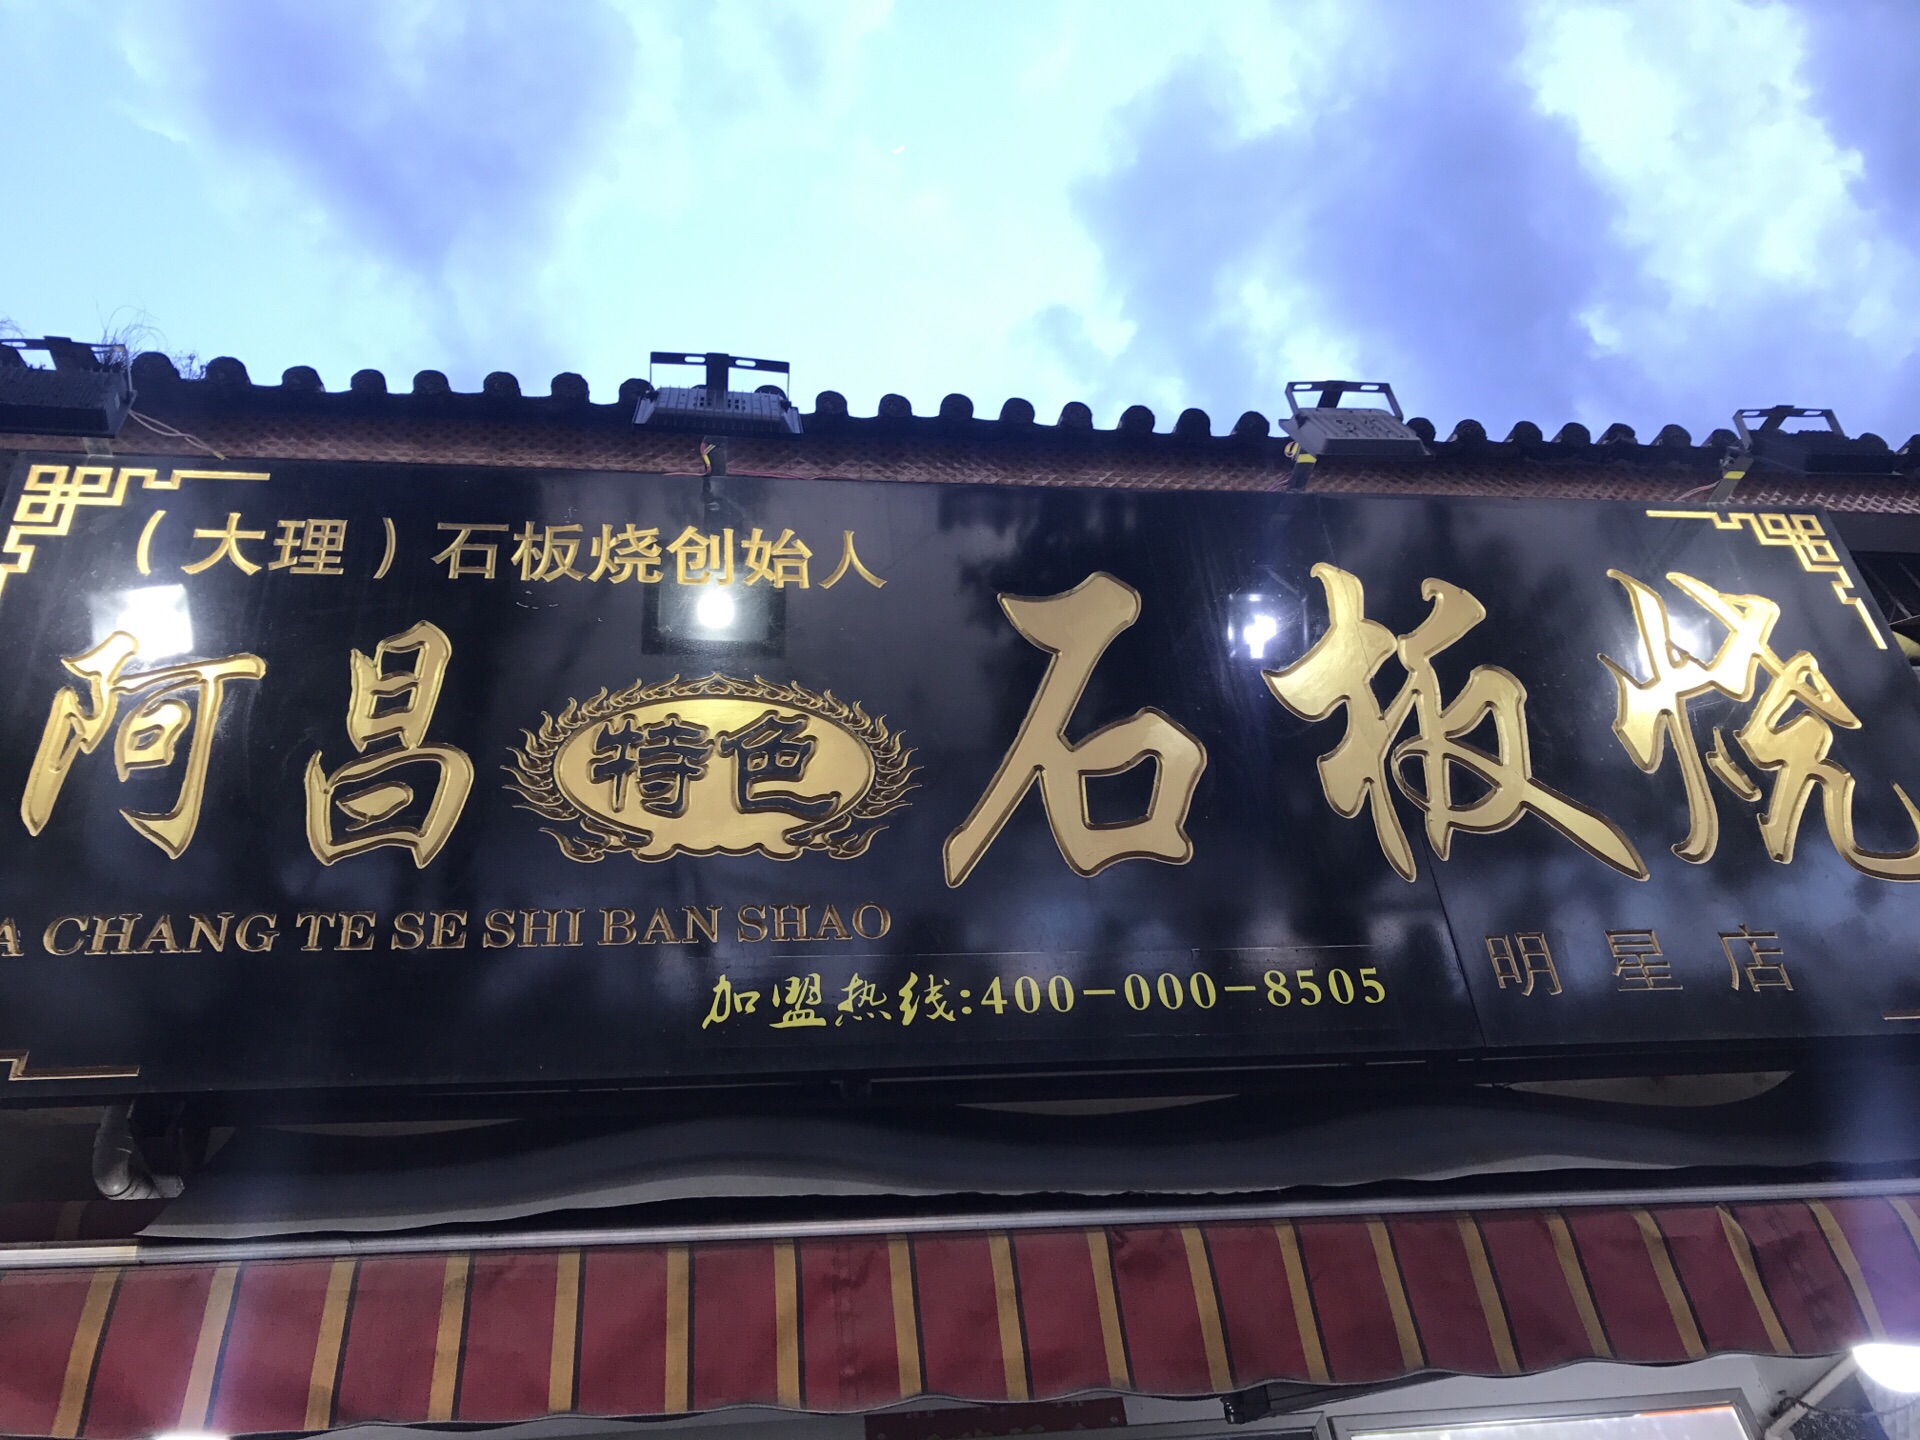 （大理）石板烧创始人
阿昌特色石板烧
A CHANG TE SE SHI BAN SHAO
加盟热线:400-000-8505
明星店